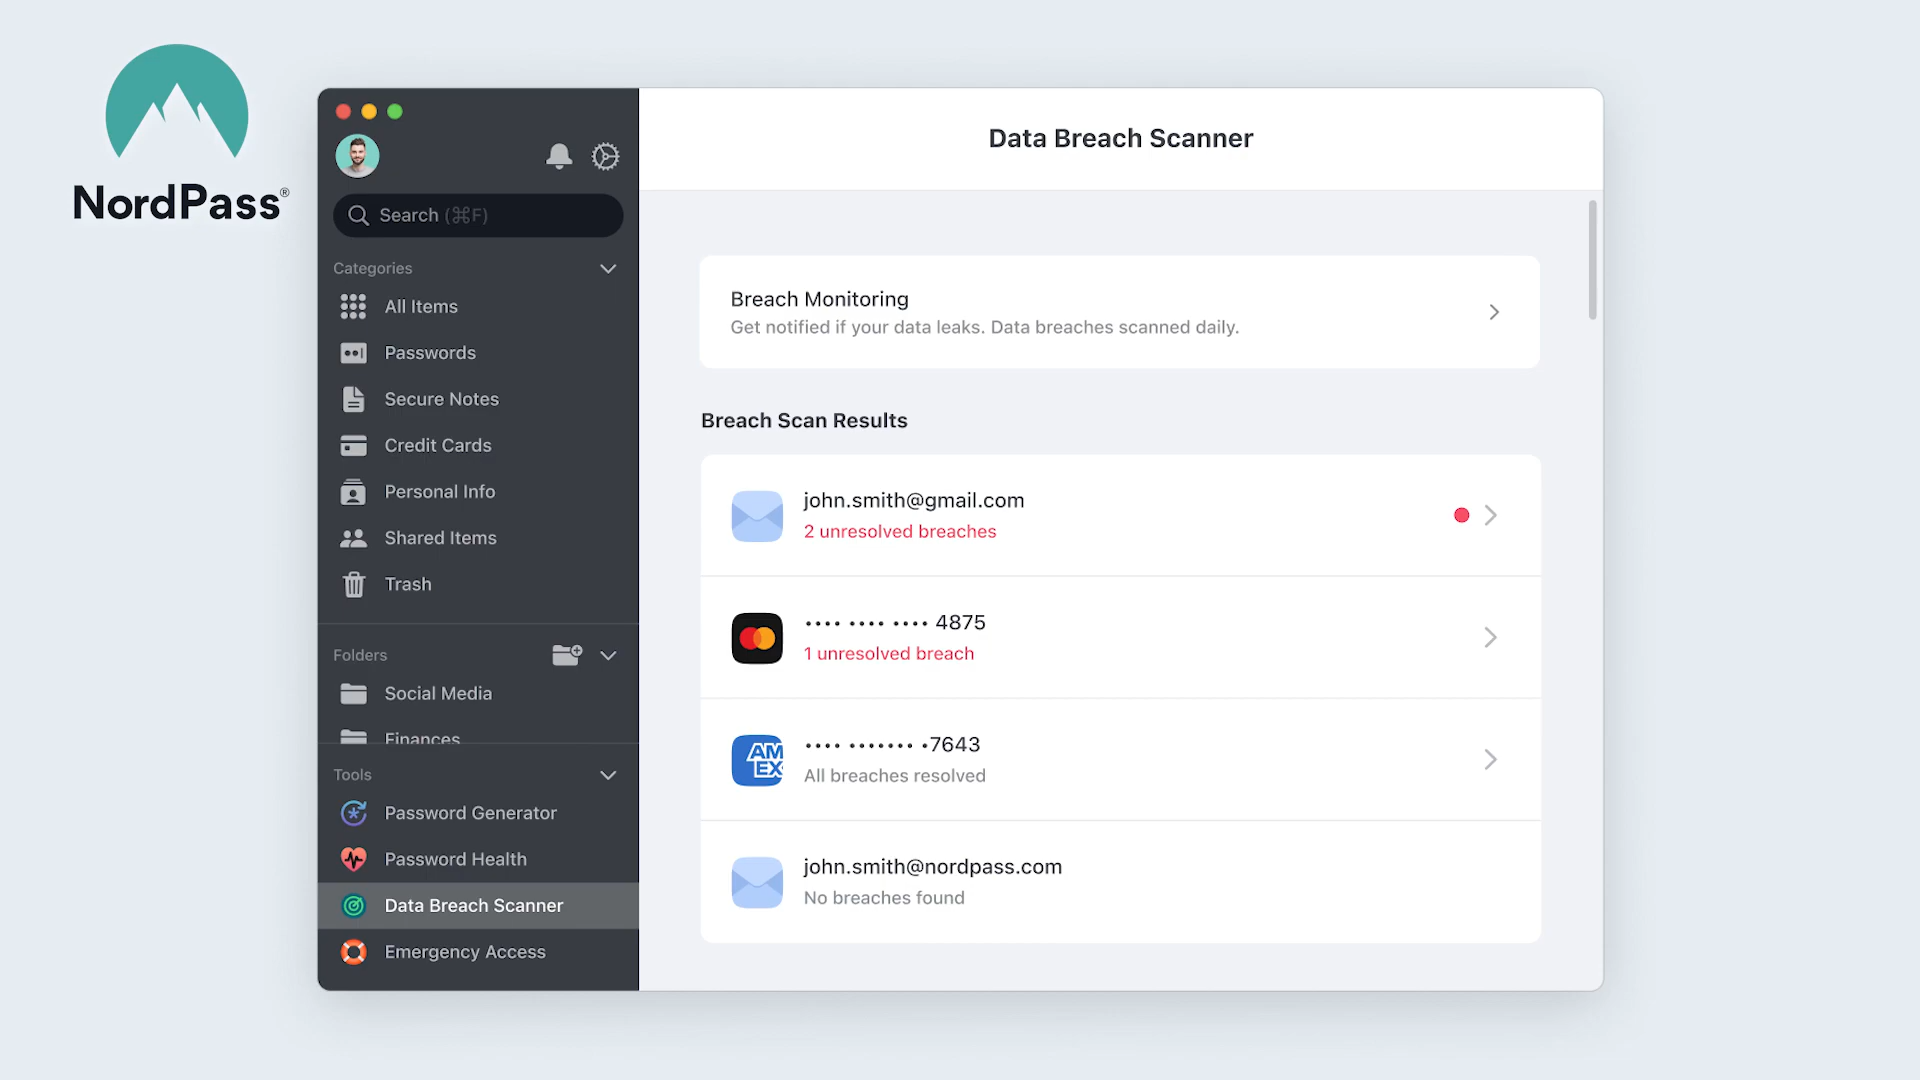 NordPass®
Search (⌘F)
Categories
All Items
Passwords
Secure Notes
Credit Cards
Personal Info
Shared Items
Trash
Folders
Social Media
Finances
Tools
Password Generator
Password Health
Data Breach Scanner
Emergency Access
Data Breach Scanner
Breach Monitoring
Get notified if your data leaks. Data breaches scanned daily.
Breach Scan Results
john.smith@gmail.com
2 unresolved breaches
•••• •••• •••• 4875
1 unresolved breach
AM
EX
•••• ••••••• •7643
All breaches resolved
john.smith@nordpass.com
No breaches found